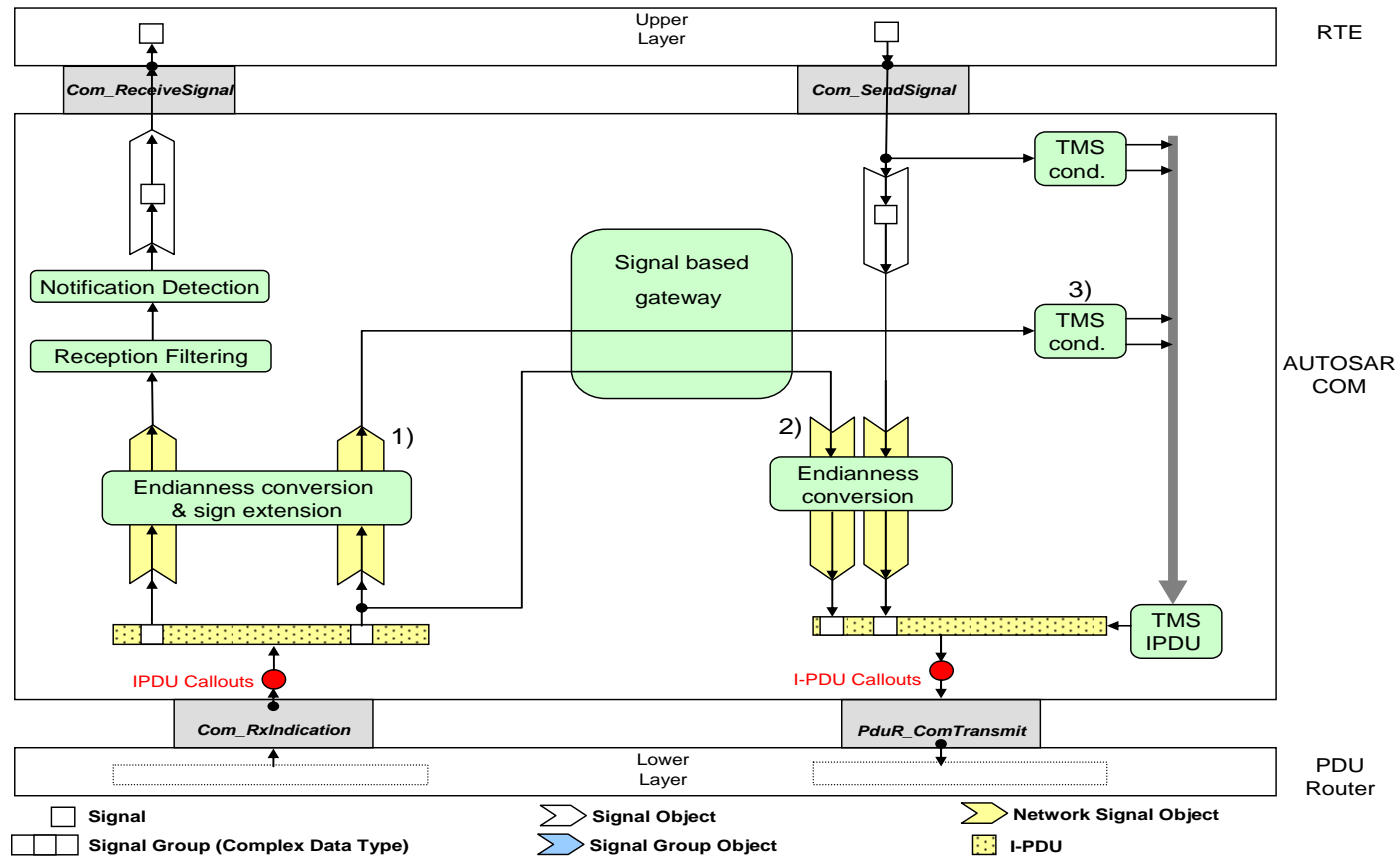 Upper
Layer
RTE
Com_ReceiveSignal
Com_SendSignal
TMS
cond.
Signal based
gateway
Notification Detection
3)
TMS
cond.
Reception Filtering
AUTOSAR
COM
1)
2)
Endianness conversion
& sign extension
Endianness
conversion
TMS
IPDU
IPDU Callouts
I-PDU Callouts
Com_RxIndication
PduR_ComTransmit
Lower
Layer
PDU
Router
Signal
Signal Object
Network Signal Object
Signal Group (Complex Data Type)
Signal Group Object
I-PDU